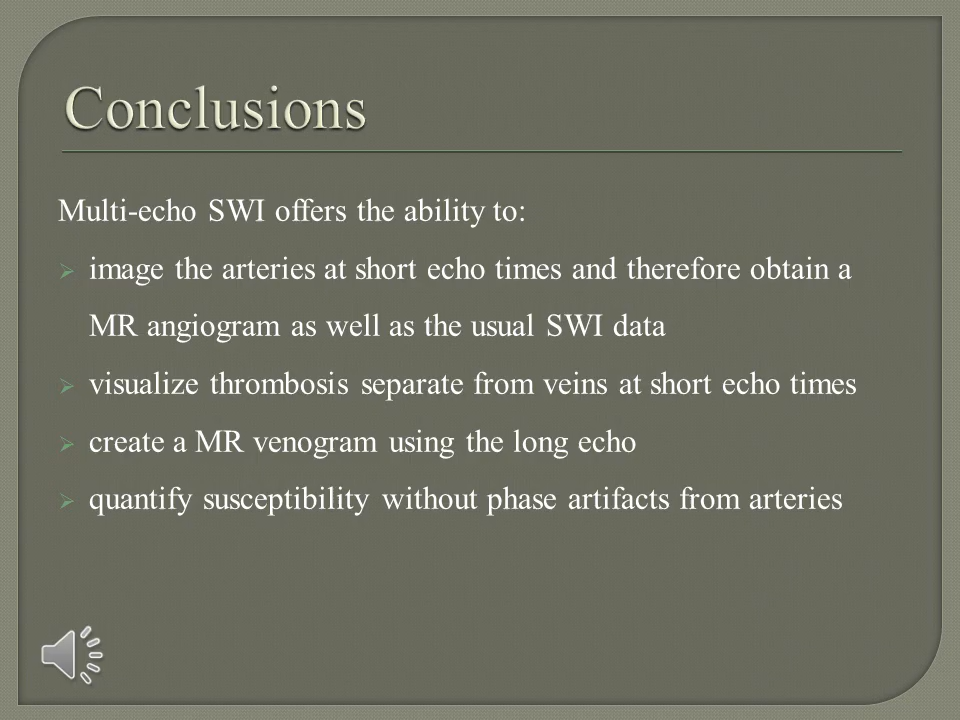 Conclusions
Multi-echo SWI offers the ability to:
image the arteries at short echo times and therefore obtain a
MR angiogram as well as the usual SWI data
visualize thrombosis separate from veins at short echo times
create a MR venogram using the long echo
quantify susceptibility without phase artifacts from arteries